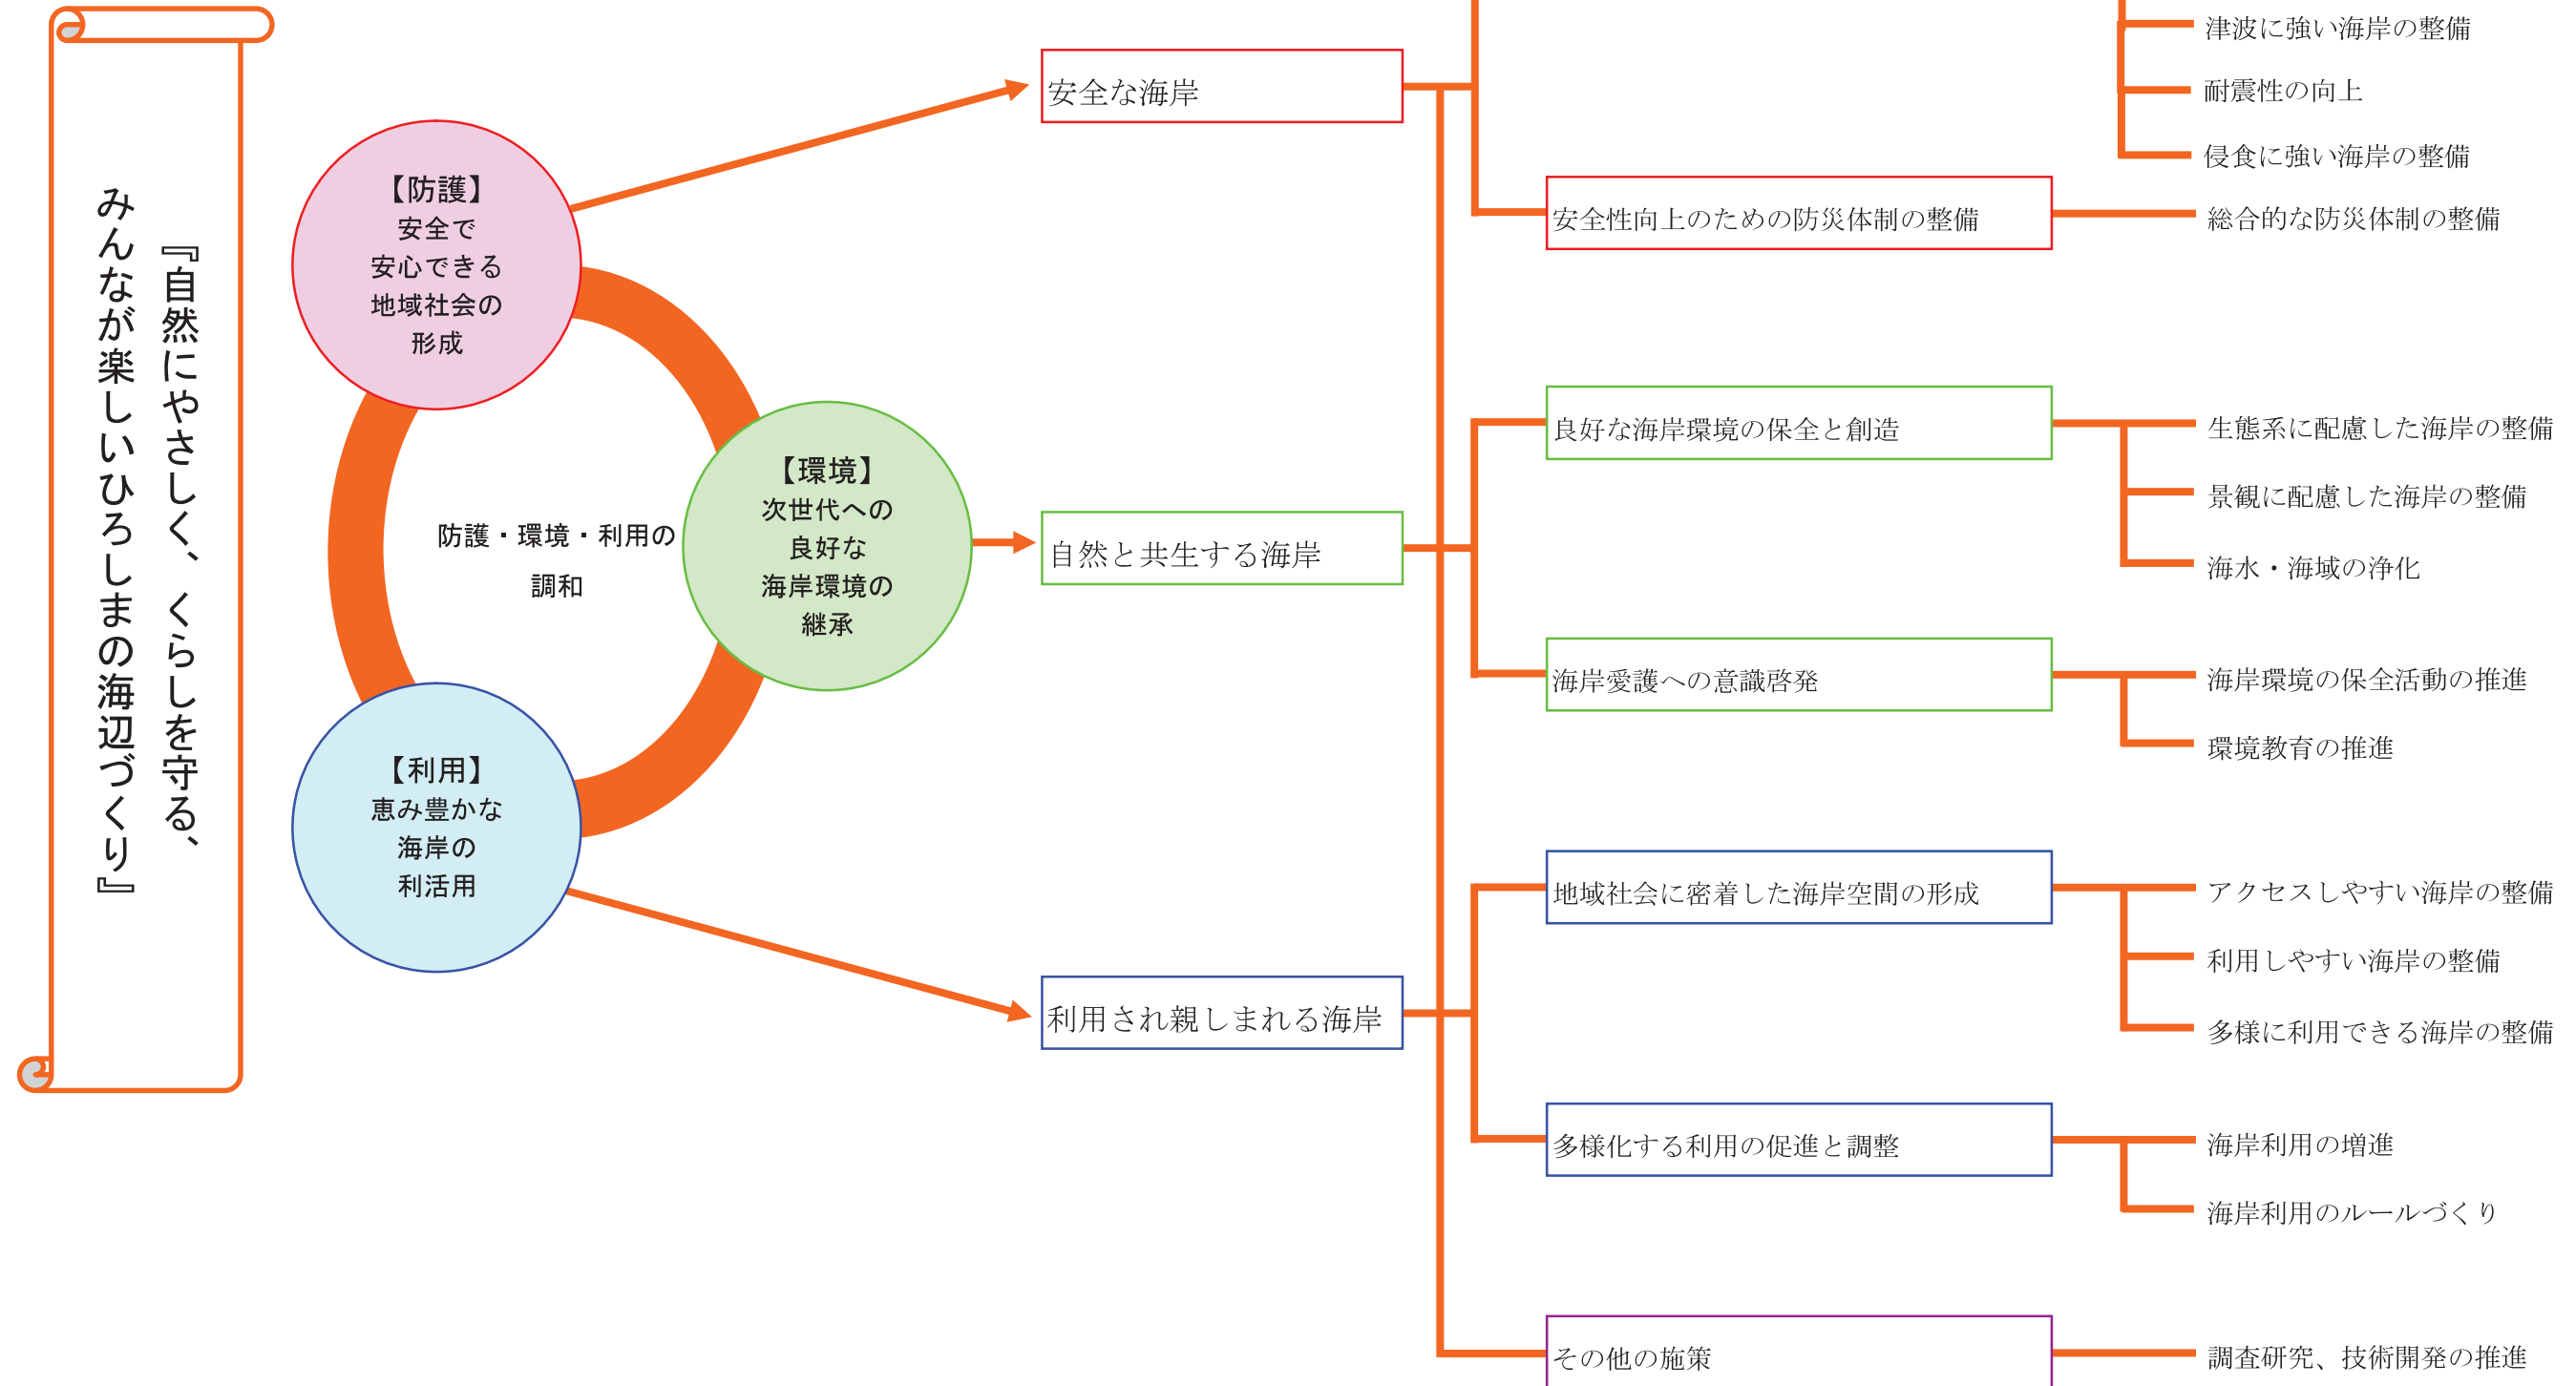 『自然にやさしく、くらしを守る、
みんなが楽しいひろしまの海辺づくり』
【防護】
安全で
安心できる
地域社会の
形成
防護・環境・利用の
調和
【環境】
次世代への
良好な
海岸環境の
継承
【利用】
恵み豊かな
海岸の
利活用
安全な海岸
自然と共生する海岸
利用され親しまれる海岸
安全性向上のための防災体制の整備
良好な海岸環境の保全と創造
海岸愛護への意識啓発
地域社会に密着した海岸空間の形成
多様化する利用の促進と調整
その他の施策
津波に強い海岸の整備
耐震性の向上
侵食に強い海岸の整備
総合的な防災体制の整備
生態系に配慮した海岸の整備
景観に配慮した海岸の整備
海水・海域の浄化
海岸環境の保全活動の推進
環境教育の推進
アクセスしやすい海岸の整備
利用しやすい海岸の整備
多様に利用できる海岸の整備
海岸利用の増進
海岸利用のルールづくり
調査研究、技術開発の推進